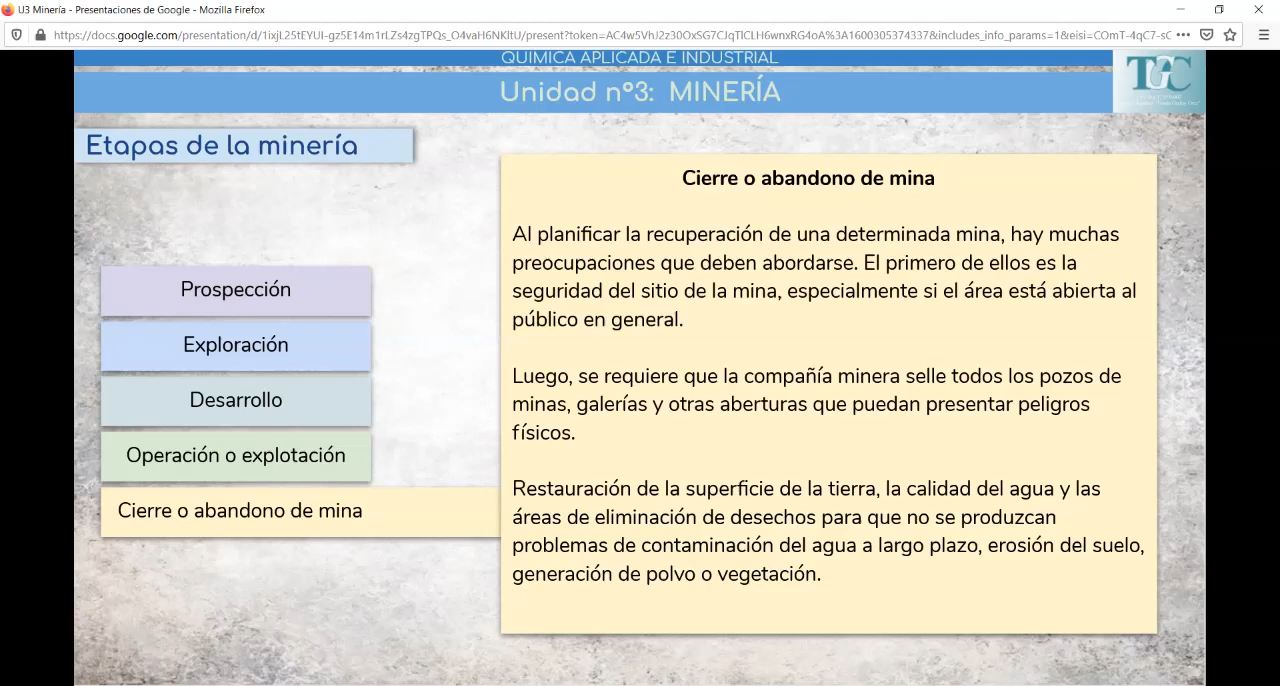 U3 Minería - Presentaciones de Google - Mozilla Firefox
QUÍMICA APLICADA E INDUSTRIAL
Unidad nº3: MINERÍA
TGC
Etapas de la minería
Prospección
Exploración
Desarrollo
Operación o explotación
Cierre o abandono de mina
Cierre o abandono de mina
Al planificar la recuperación de una determinada mina, hay muchas
preocupaciones que deben abordarse. El primero de ellos es la
seguridad del sitio de la mina, especialmente si el área está abierta al
público en general.
Luego, se requiere que la compañía minera selle todos los pozos de
minas, galerías y otras aberturas que puedan presentar peligros
físicos.
Restauración de la superficie de la tierra, la calidad del agua y las
áreas de eliminación de desechos para que no se produzcan
problemas de contaminación del agua a largo plazo, erosión del suelo,
generación de polvo o vegetación.